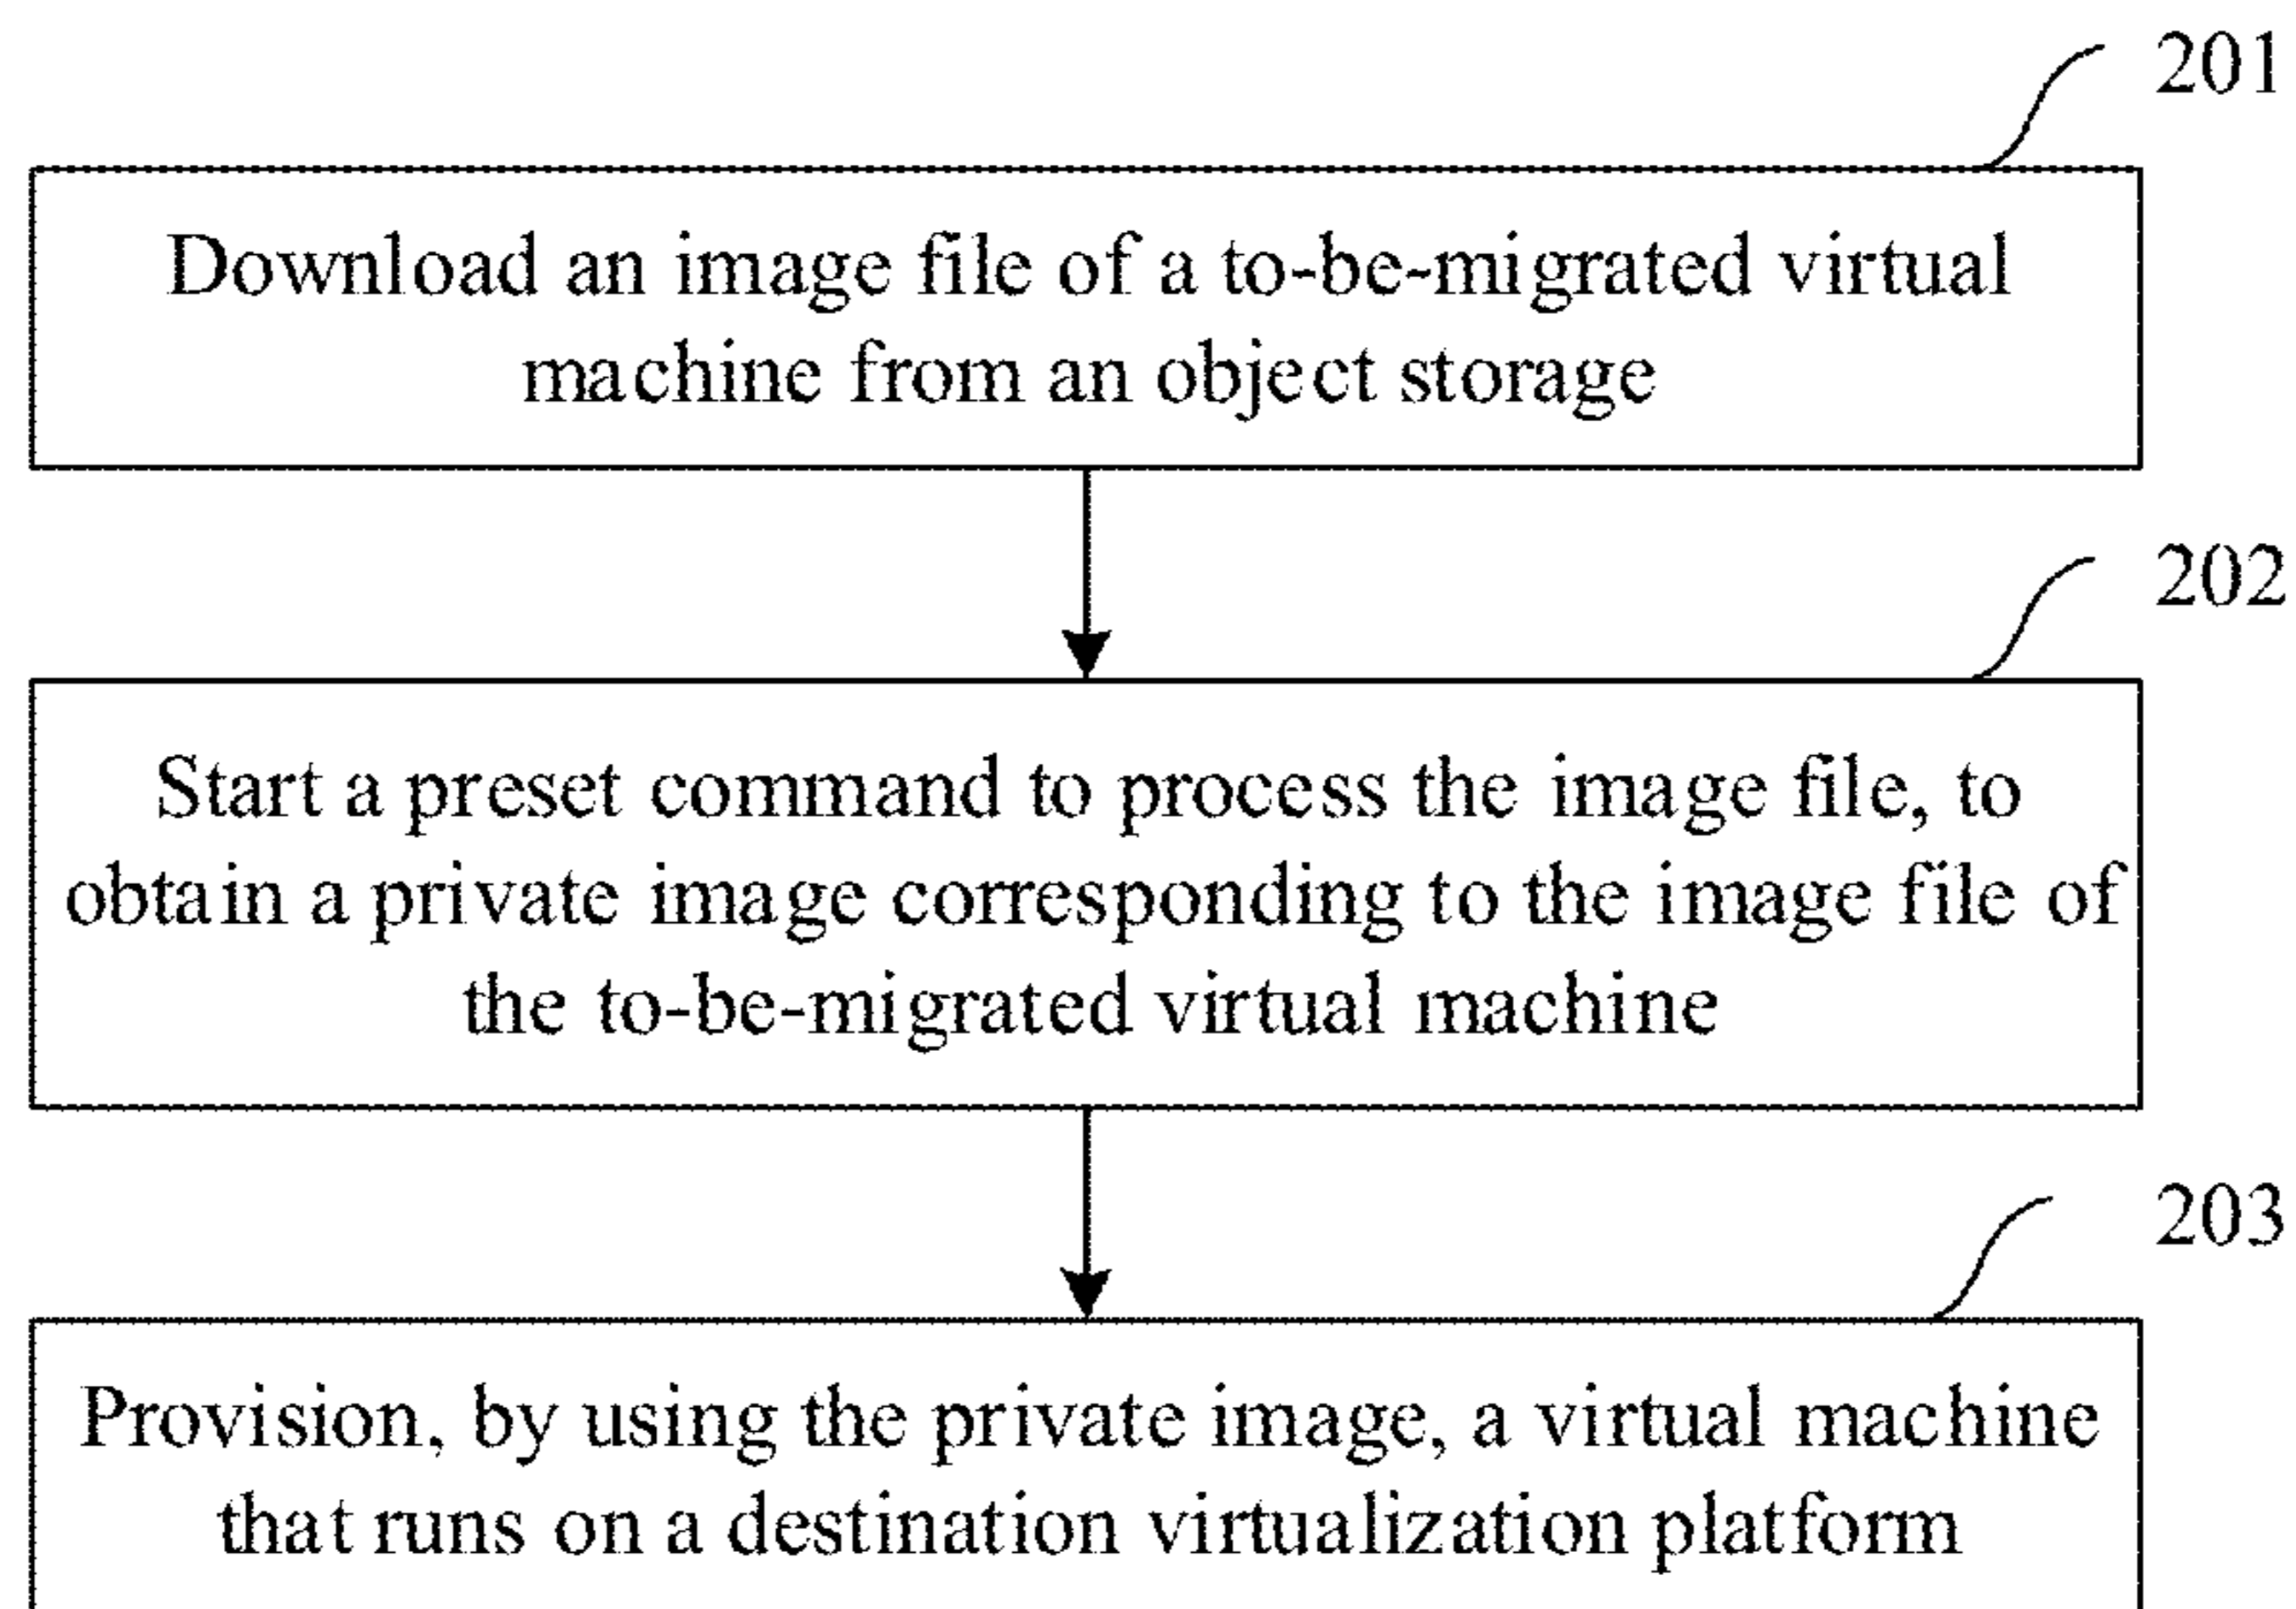 201
Download an image file of a to-be-migrated virtual
machine from an object storage
202
Start a preset command to process the image file, to
obtain a private image corresponding to the image file of
the to-be-migrated virtual machine
203
Provision, by using the private image, a virtual machine
that runs on a destination virtualization platform